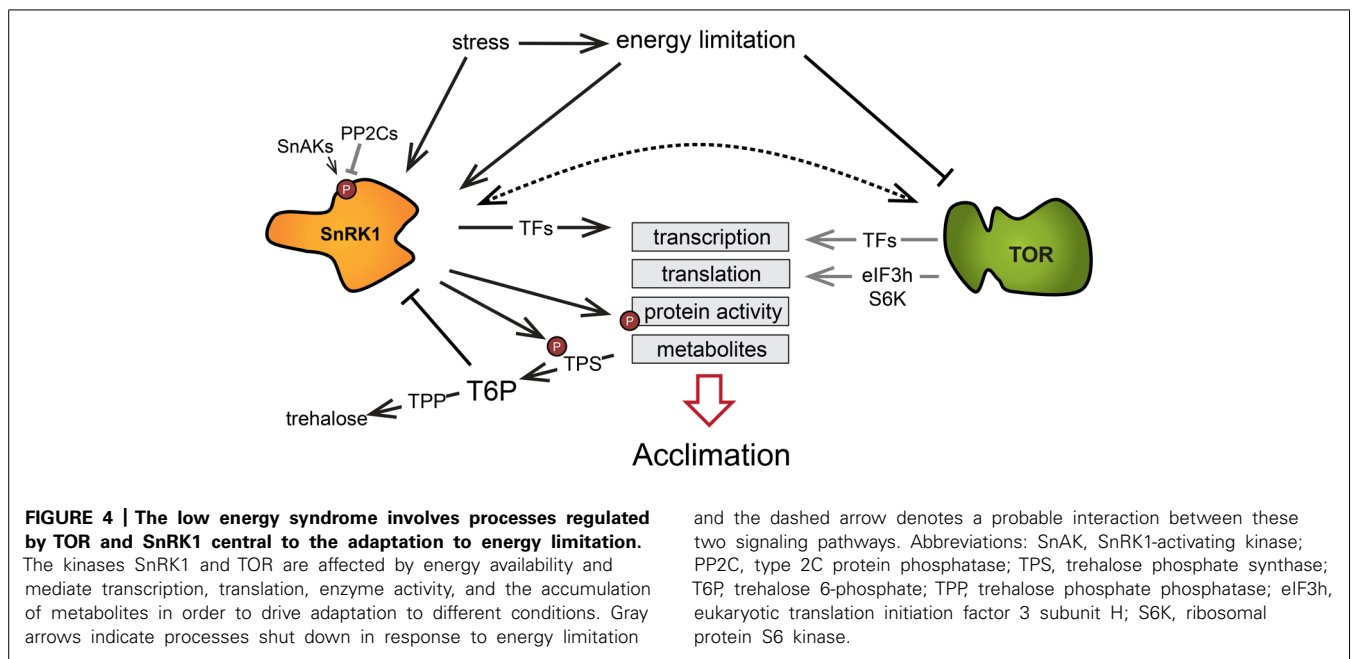 stress
energy limitation
PP2Cs
SnAKs
P
SnRK1
TFs
transcription
translation
protein activity
metabolites
P
TFs
eIF3h
S6K
TOR
P
TPS
T6P
TPP
trehalose
Acclimation
FIGURE 4 | The low energy syndrome involves processes regulated
by TOR and SnRK1 central to the adaptation to energy limitation.
The kinases SnRK1 and TOR are affected by energy availability and
mediate transcription, translation, enzyme activity, and the accumulation
of metabolites in order to drive adaptation to different conditions. Gray
arrows indicate processes shut down in response to energy limitation
and the dashed arrow denotes a probable interaction between these
two signaling pathways. Abbreviations: SnAK, SnRK1-activating kinase;
PP2C, type 2C protein phosphatase; TPS, trehalose phosphate synthase;
T6P, trehalose 6-phosphate; TPP, trehalose phosphate phosphatase; eIF3h,
eukaryotic translation initiation factor 3 subunit H; S6K, ribosomal
protein S6 kinase.